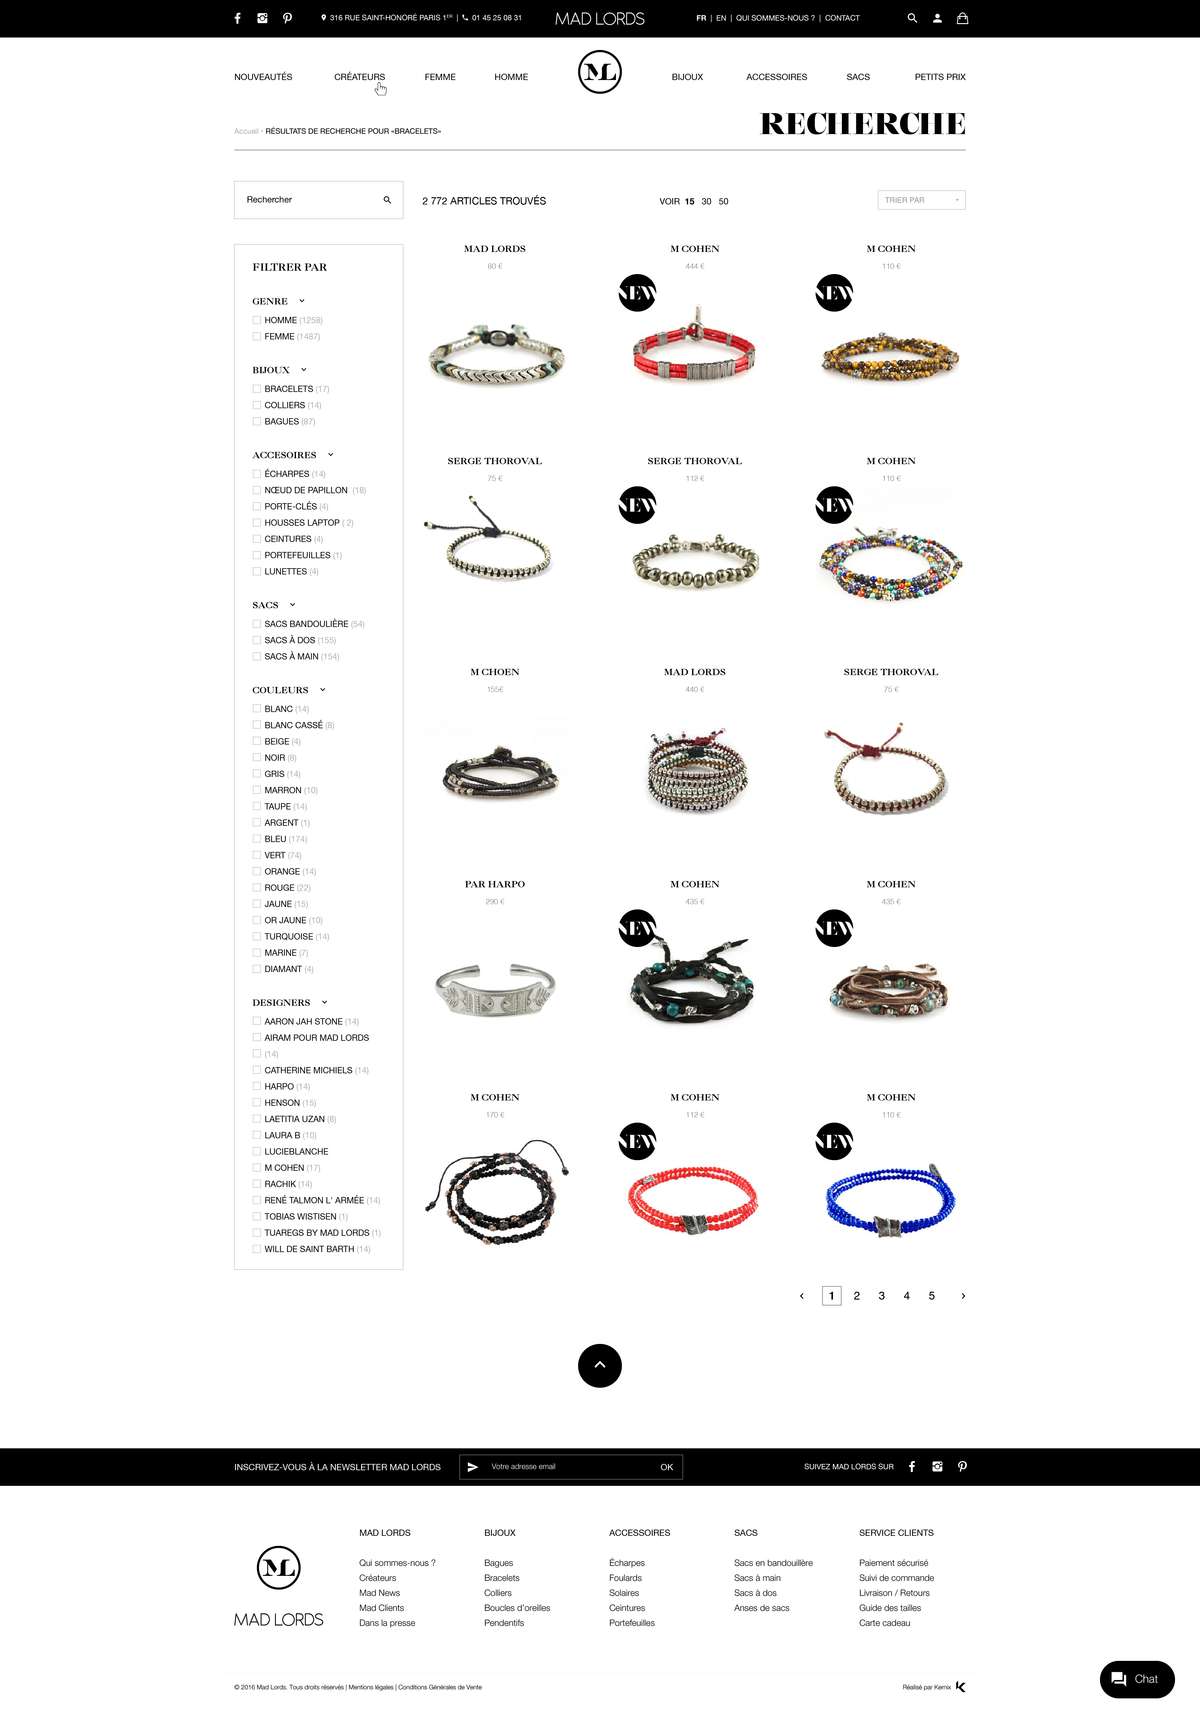 316 RUE SAINT-HONORÉ PARIS 1ER | 01 45 25 08 31
MAD LORDS
FR | EN | QUI SOMMES-NOUS ? | CONTACT
NOUVEAUTÉS CRÉATEURS FEMME HOMME ML BIJOUX ACCESSOIRES SACS PETITS PRIX
Accueil • RÉSULTATS DE RECHERCHE POUR «BRACELETS»
RECHERCHE
Rechercher
2 772 ARTICLES TROUVÉS
VOIR 15 30 50
TRIER PAR
FILTRER PAR
GENRE
HOMME (1258)
FEMME (1487)
BIJOUX
BRACELETS (17)
COLLIERS (14)
BAGUES (87)
ACCESOIRES
ÉCHARPES (14)
NŒUD DE PAPILLON (18)
PORTE-CLÉS (4)
HOUSSES LAPTOP ( 2)
CEINTURES (4)
PORTEFEUILLES (1)
LUNETTES (4)
SACS
SACS BANDOULIÈRE (54)
SACS À DOS (155)
SACS À MAIN (154)
COULEURS
BLANC (14)
BLANC CASSÉ (8)
BEIGE (4)
NOIR (8)
GRIS (14)
MARRON (10)
TAUPE (14)
ARGENT (1)
BLEU (174)
VERT (74)
ORANGE (14)
ROUGE (22)
JAUNE (15)
OR JAUNE (10)
TURQUOISE (14)
MARINE (7)
DIAMANT (4)
DESIGNERS
AARON JAH STONE (14)
AIRAM POUR MAD LORDS
(14)
CATHERINE MICHIELS (14)
HARPO (14)
HENSON (15)
LAETITIA UZAN (8)
LAURA B (10)
LUCIEBLANCHE
M COHEN (17)
RACHIK (14)
RENÉ TALMON L' ARMÉE (14)
TOBIAS WISTISEN (1)
TUAREGS BY MAD LORDS (1)
WILL DE SAINT BARTH (14)
MAD LORDS
60 €
M COHEN
444 €
NEW
M COHEN
110 €
NEW
SERGE THOROVAL
75 €
SERGE THOROVAL
112 €
NEW
M COHEN
110 €
NEW
M CHOEN
155€
MAD LORDS
440 €
SERGE THOROVAL
75 €
PAR HARPO
290 €
M COHEN
435 €
NEW
M COHEN
435 €
NEW
M COHEN
170 €
M COHEN
112 €
NEW
M COHEN
110 €
NEW
1 2 3 4 5
INSCRIVEZ-VOUS À LA NEWSLETTER MAD LORDS
Votre adresse email OK
SUIVEZ MAD LORDS SUR
ML
MAD LORDS
MAD LORDS
Qui sommes-nous ?
Créateurs
Mad News
Mad Clients
Dans la presse
BIJOUX
Bagues
Bracelets
Colliers
Boucles d'oreilles
Pendentifs
ACCESSOIRES
Écharpes
Foulards
Solaires
Ceintures
Portefeuilles
SACS
Sacs en bandouillère
Sacs à main
Sacs à dos
Anses de sacs
SERVICE CLIENTS
Paiement sécurisé
Suivi de commande
Livraison / Retours
Guide des tailles
Carte cadeau
© 2016 Mad Lords. Tous droits réservés | Mentions légales | Conditions Générales de Vente
Réalisé par Kernix
Chat